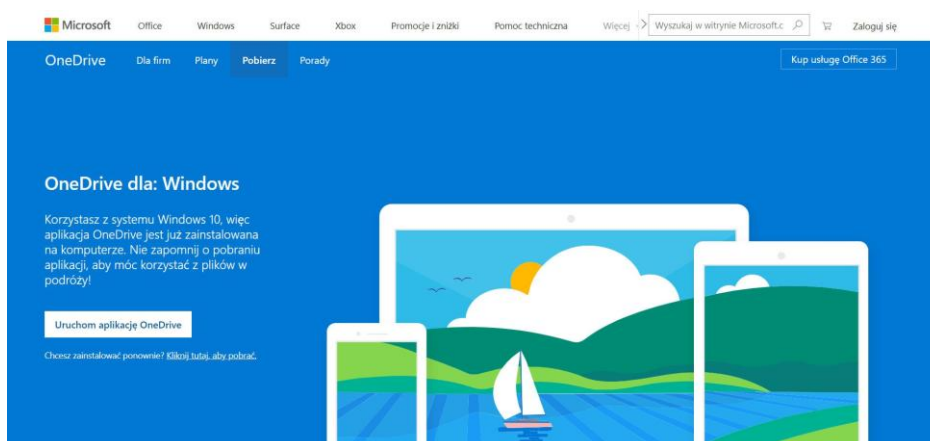 Microsoft Office Windows Surface Xbox Promocje i zniżki Pomoc techniczna Więcej Wyszukaj w witrynie Microsoft.c Zaloguj się
OneDrive Dla firm Plany Pobierz Porady Kup usługę Office 365
OneDrive dla: Windows
Korzystasz z systemu Windows 10, więc
aplikacja OneDrive jest już zainstalowana
na komputerze. Nie zapomnij o pobraniu
aplikacji, aby móc korzystać z plików w
podróży!
Uruchom aplikację OneDrive
Chcesz zainstalować ponownie? Kliknij tutaj, aby pobrać.